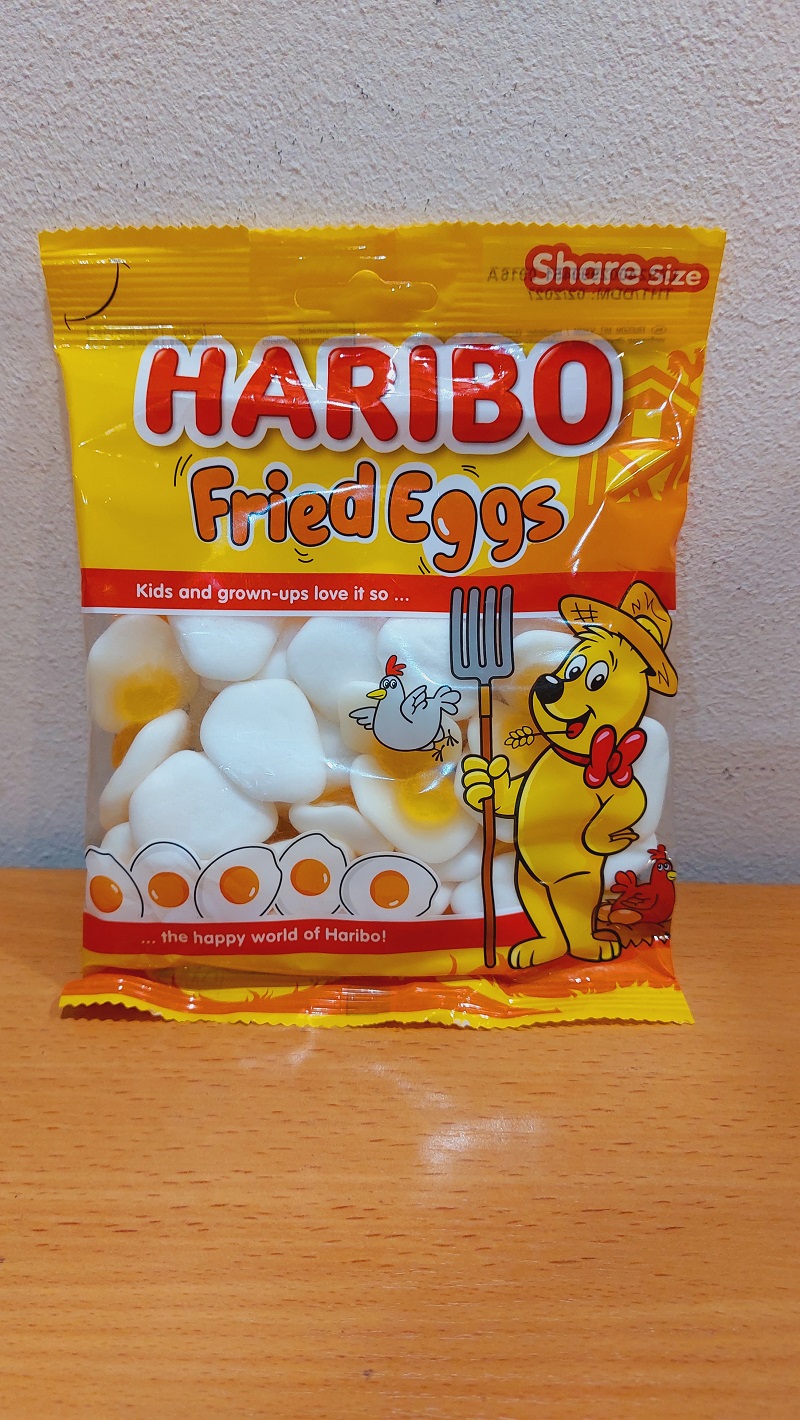 Share Size
HARIBO
Fried Eggs
Kids and grown-ups love it so ...
... the happy world of Haribo!